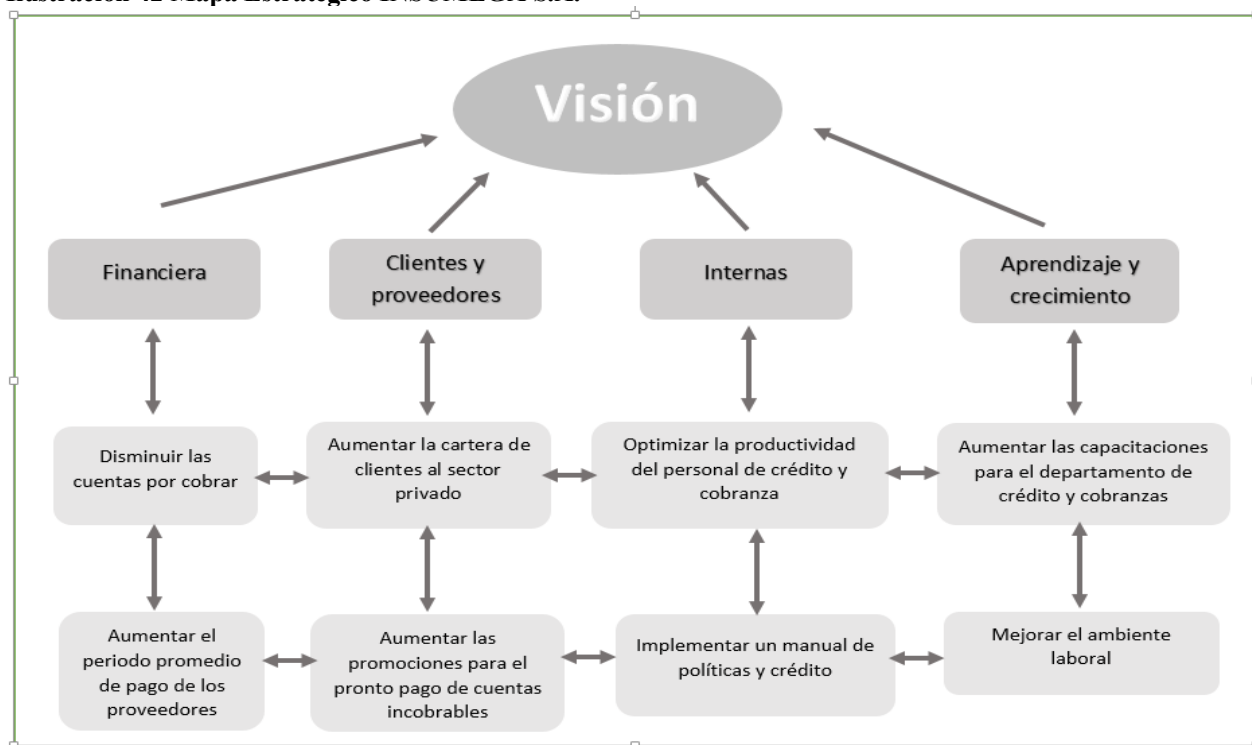 Ilustración 42 Mapa Estratégico INSUMEGA S.A.
Visión
Financiera
Clientes y
proveedores
Internas
Aprendizaje y
crecimiento
Disminuir las
cuentas por cobrar
Aumentar la cartera de
clientes al sector
privado
Optimizar la productividad
del personal de crédito y
cobranza
Aumentar las capacitaciones
para el departamento de
crédito y cobranzas
Aumentar el
periodo promedio
de pago de los
proveedores
Aumentar las
promociones para el
pronto pago de cuentas
incobrables
Implementar un manual de
políticas y crédito
Mejorar el ambiente
laboral